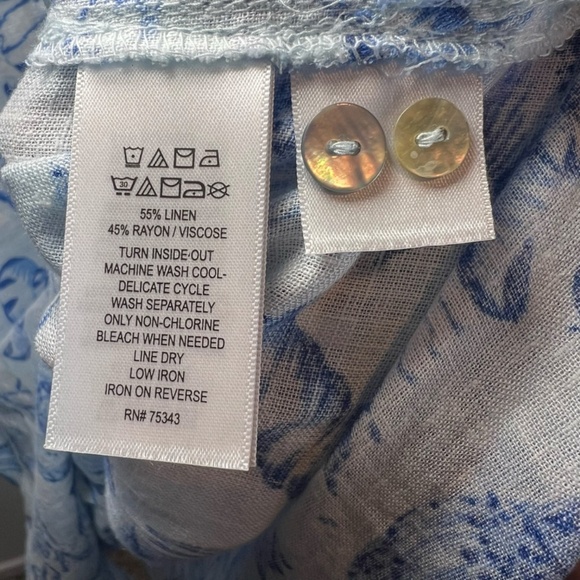 30
55% LINEN
45% RAYON / VISCOSE
TURN INSIDE-OUT
MACHINE WASH COOL-
DELICATE CYCLE
WASH SEPARATELY
ONLY NON-CHLORINE
BLEACH WHEN NEEDED
LINE DRY
LOW IRON
IRON ON REVERSE
RN# 75343